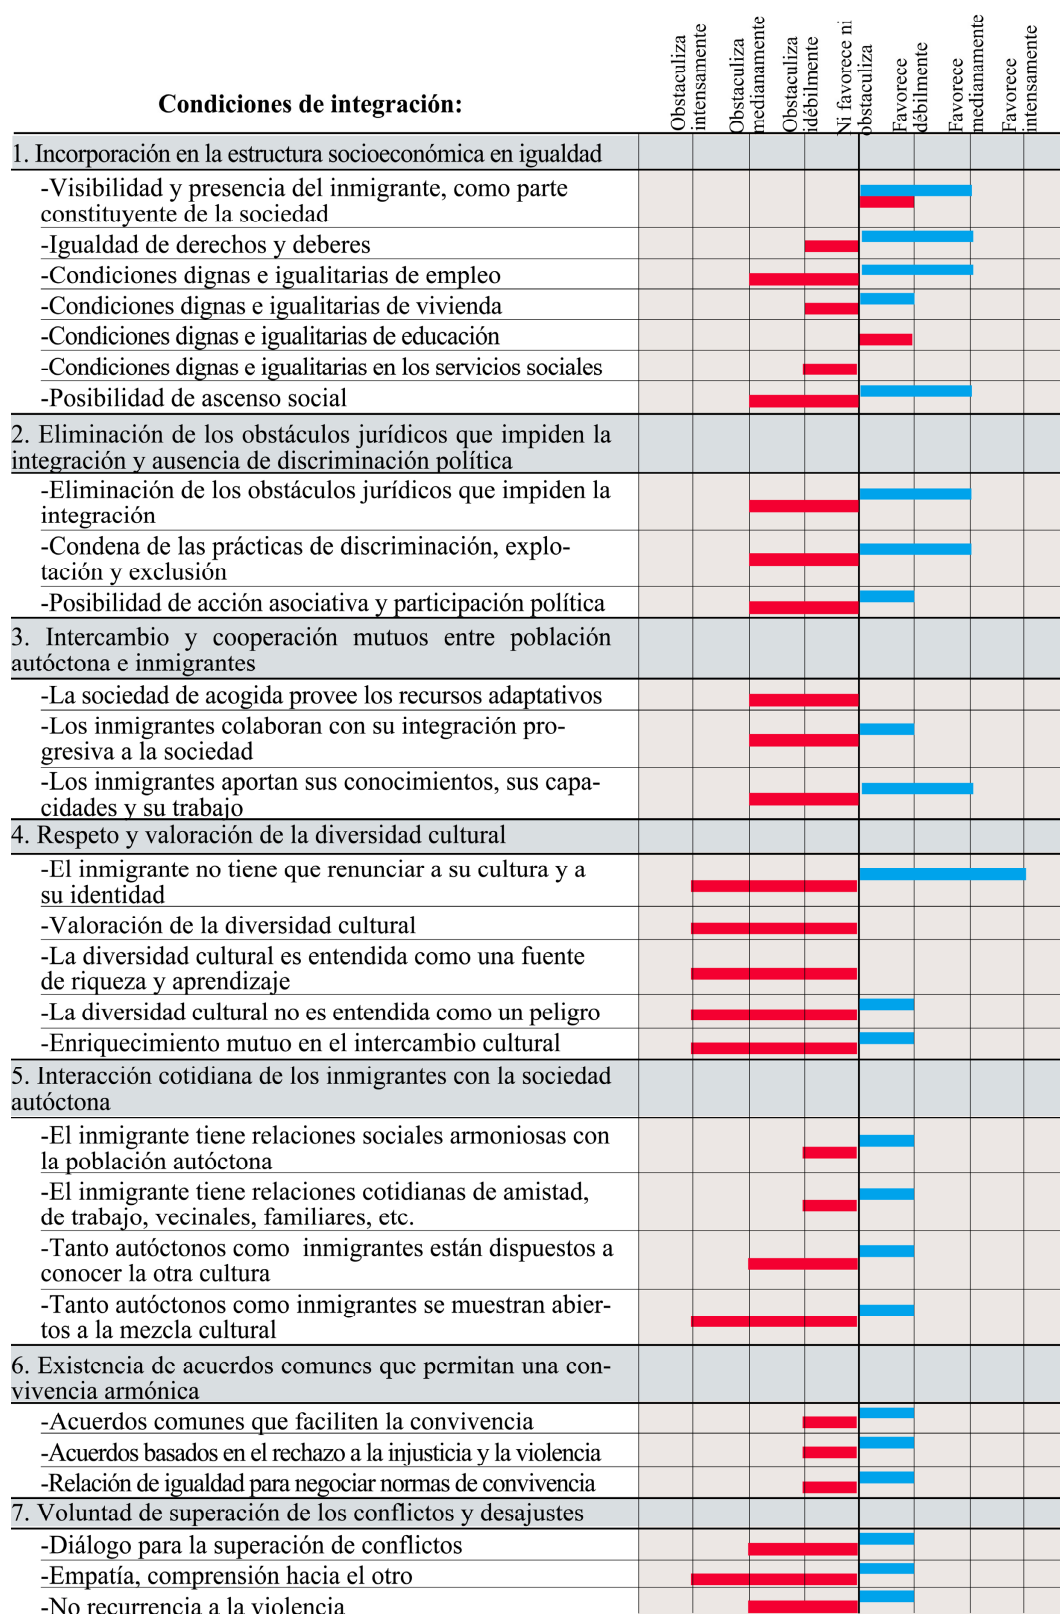 Obstaculiza
intensamente
Obstaculiza
medianamente
Obstaculiza
idébilmente
Ni favorece ni
obstaculiza
Favorece
débilmente
Favorece
medianamente
Favorece
intensamente
Condiciones de integración:
1. Incorporación en la estructura socioeconómica en igualdad
-Visibilidad y presencia del inmigrante, como parte
constituyente de la sociedad
-Igualdad de derechos y deberes
-Condiciones dignas e igualitarias de empleo
-Condiciones dignas e igualitarias de vivienda
-Condiciones dignas e igualitarias de educación
-Condiciones dignas e igualitarias en los servicios sociales
-Posibilidad de ascenso social
2. Eliminación de los obstáculos jurídicos que impiden la
integración y ausencia de discriminación política
-Eliminación de los obstáculos jurídicos que impiden la
integración
-Condena de las prácticas de discriminación, explo-
tación y exclusión
-Posibilidad de acción asociativa y participación política
3. Intercambio y cooperación mutuos entre población
autóctona e inmigrantes
-La sociedad de acogida provee los recursos adaptativos
-Los inmigrantes colaboran con su integración pro-
gresiva a la sociedad
-Los inmigrantes aportan sus conocimientos, sus capa-
cidades y su trabajo
4. Respeto y valoración de la diversidad cultural
-El inmigrante no tiene que renunciar a su cultura y a
su identidad
-Valoración de la diversidad cultural
-La diversidad cultural es entendida como una fuente
de riqueza y aprendizaje
-La diversidad cultural no es entendida como un peligro
-Enriquecimiento mutuo en el intercambio cultural
5. Interacción cotidiana de los inmigrantes con la sociedad
autóctona
-El inmigrante tiene relaciones sociales armoniosas con
la población autóctona
-El inmigrante tiene relaciones cotidianas de amistad,
de trabajo, vecinales, familiares, etc.
-Tanto autóctonos como inmigrantes están dispuestos a
conocer la otra cultura
-Tanto autóctonos como inmigrantes se muestran abier-
tos a la mezcla cultural
6. Existencia de acuerdos comunes que permitan una con-
vivencia armónica
-Acuerdos comunes que faciliten la convivencia
-Acuerdos basados en el rechazo a la injusticia y la violencia
-Relación de igualdad para negociar normas de convivencia
7. Voluntad de superación de los conflictos y desajustes
-Diálogo para la superación de conflictos
-Empatía, comprensión hacia el otro
-No recurrencia a la violencia